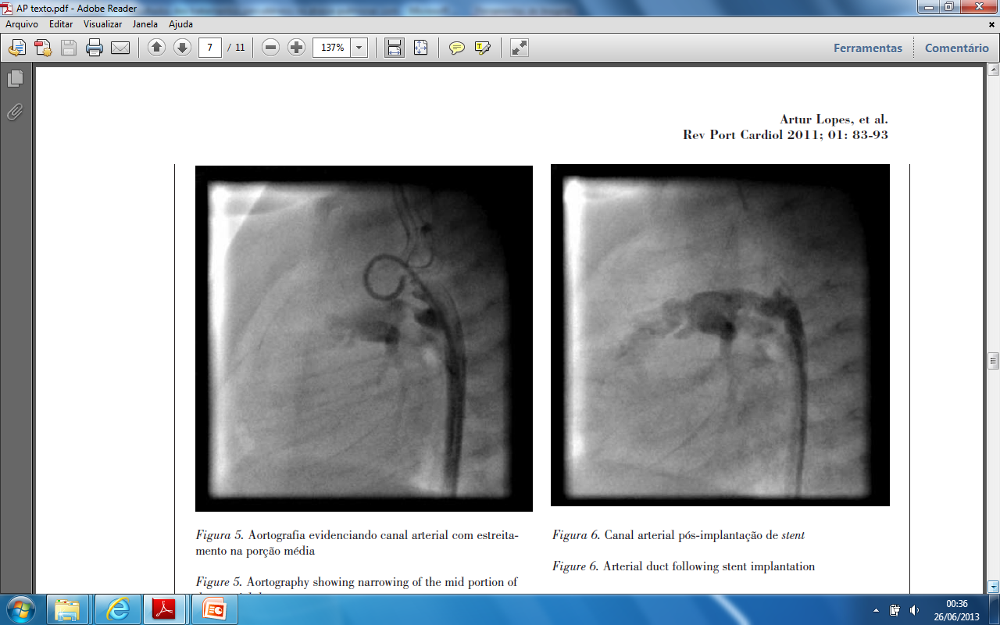 AP texto.pdf - Adobe Reader
Arquivo Editar Visualizar Janela Ajuda
7 / 11 137% Ferramentas Comentário
Artur Lopes, et al.
Rev Port Cardiol 2011; 01: 83-93
Figura 5. Aortografia evidenciando canal arterial com estreita-
mento na porção média
Figure 5. Aortography showing narrowing of the mid portion of
Figura 6. Canal arterial pós-implantação de stent
Figure 6. Arterial duct following stent implantation
00:36
26/06/2013